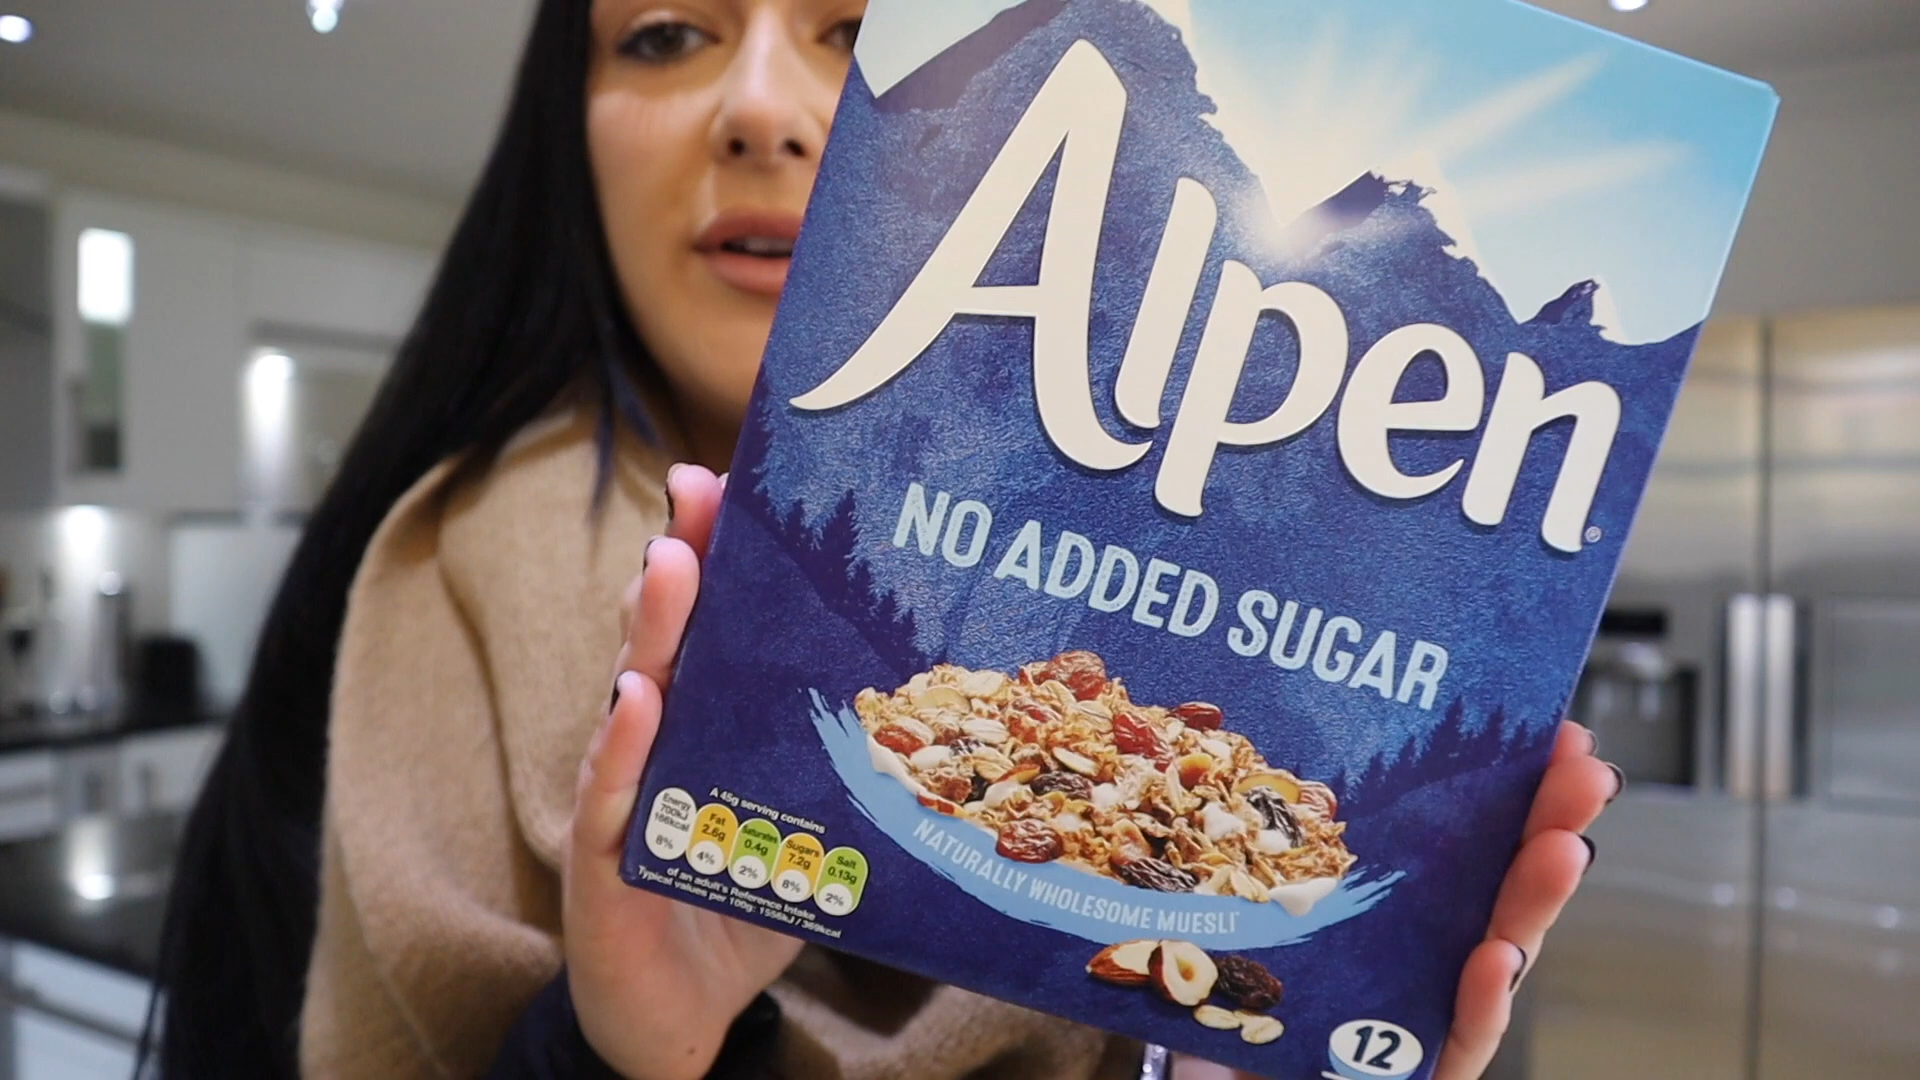 Alpen®
NO ADDED SUGAR
NATURALLY WHOLESOME MUESLI
A 45g serving contains
Energy
700kJ
166kcal
8%
Fat
2.6g
4%
Saturates
0.4g
2%
Sugars
7.2g
8%
Salt
0.13g
2%
of an adult's Reference Intake
Typical values per 100g: 1556kJ / 369kcal
12